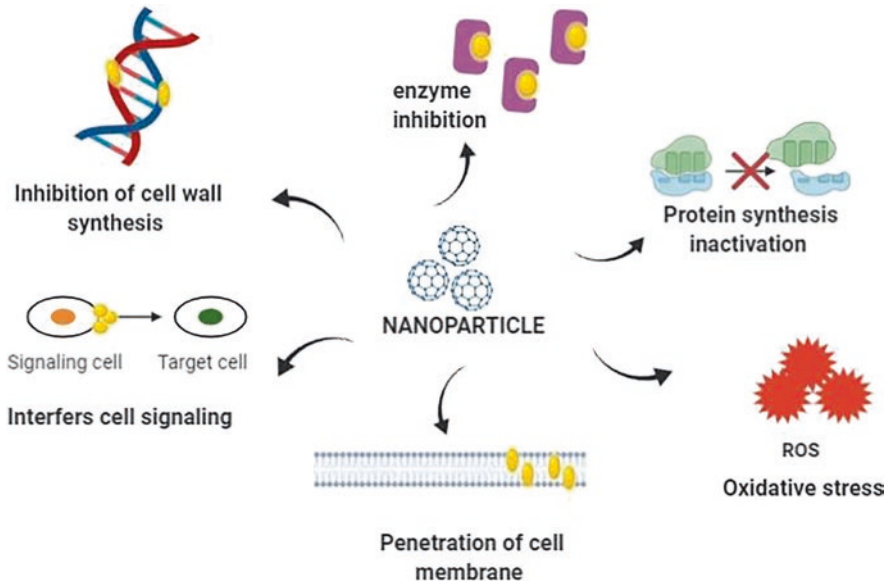 enzyme
inhibition
Inhibition of cell wall
synthesis
Protein synthesis
inactivation
NANOPARTICLE
Signaling cell
Target cell
Interfers cell signaling
ROS
Oxidative stress
Penetration of cell
membrane